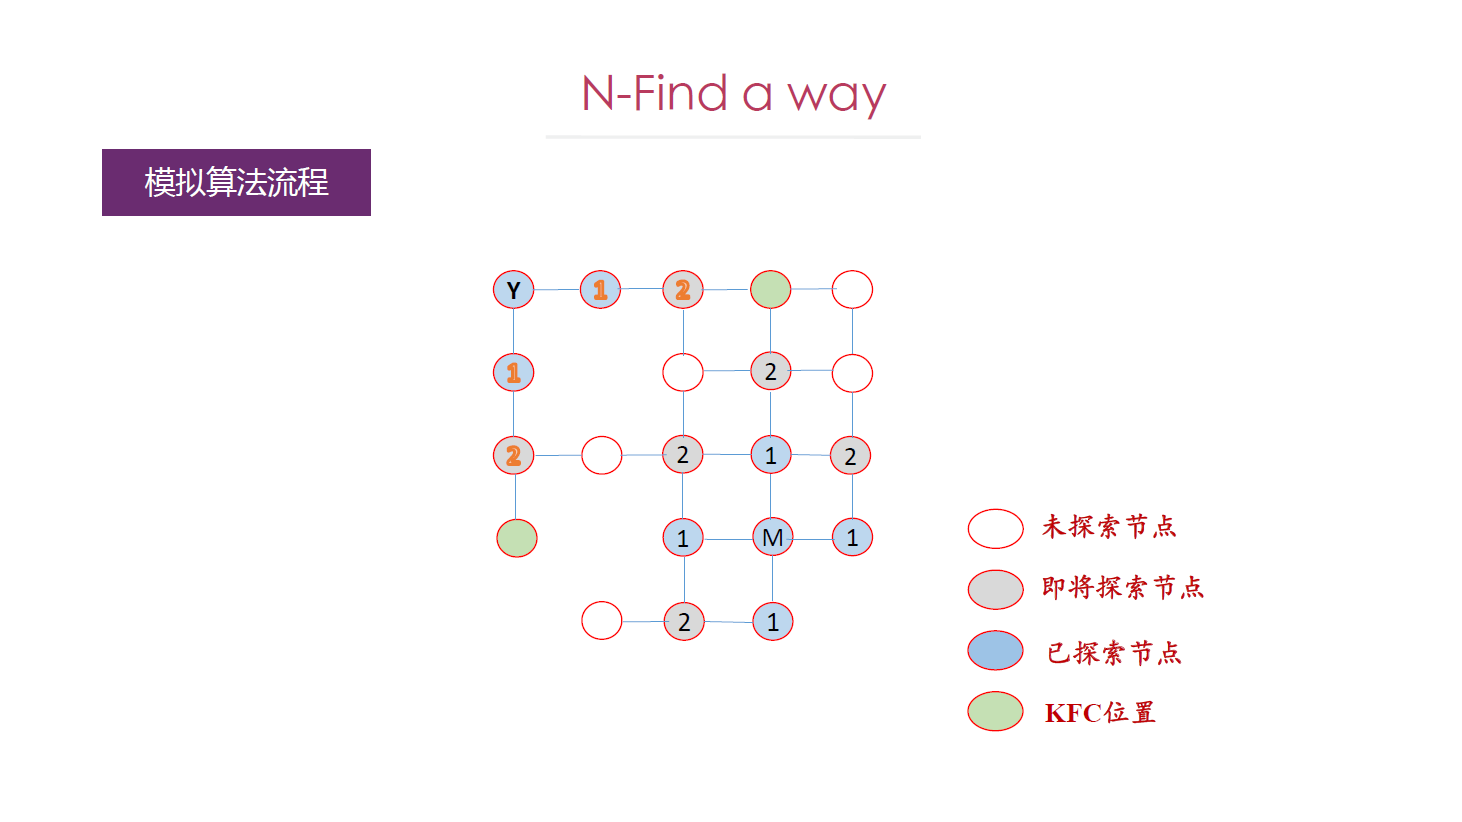 N-Find a way
模拟算法流程
Y 1 2
1 2
2 2 1 2
1 M 1
2 1
未探索节点
即将探索节点
已探索节点
KFC位置